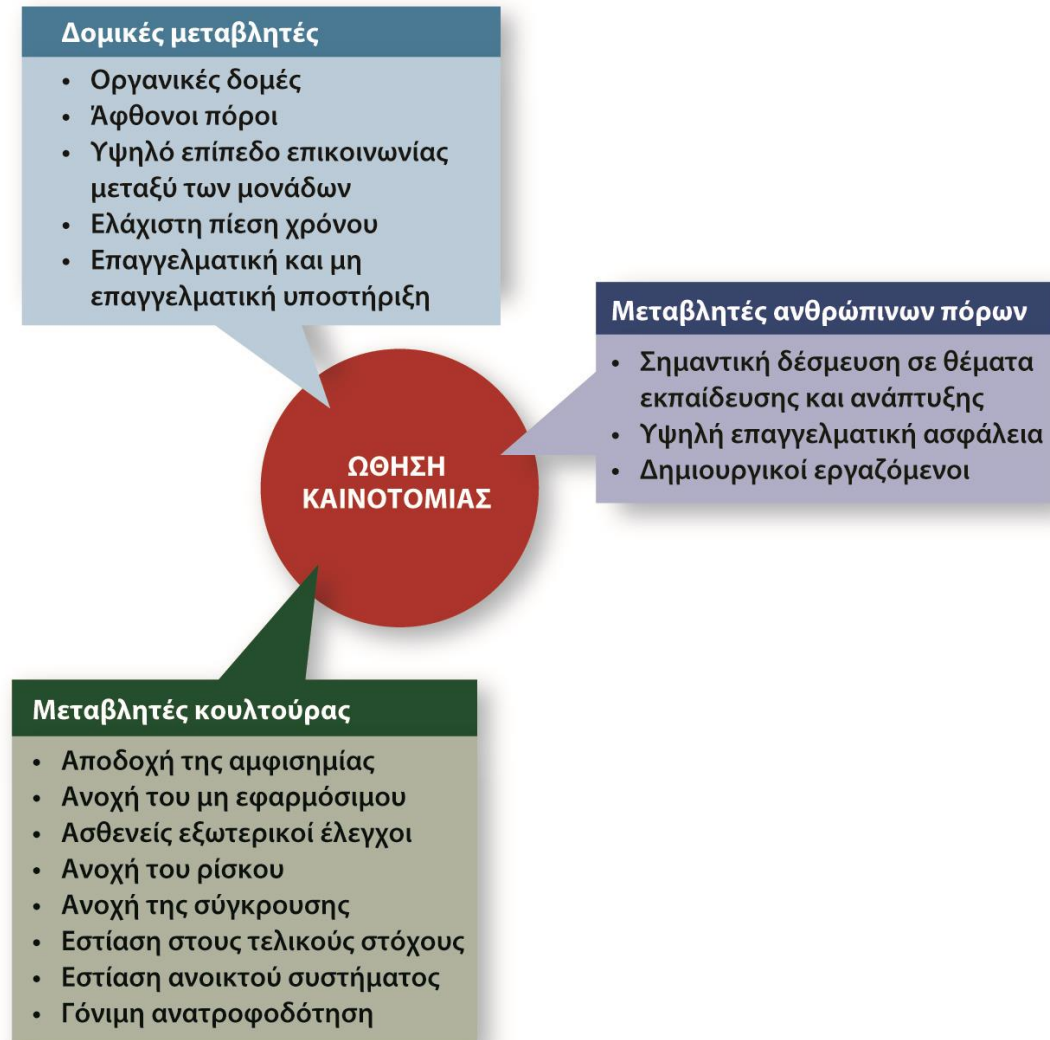 Δομικές μεταβλητές
• Οργανικές δομές
• Άφθονοι πόροι
• Υψηλό επίπεδο επικοινωνίας
μεταξύ των μονάδων
• Ελάχιστη πίεση χρόνου
• Επαγγελματική και μη
επαγγελματική υποστήριξη
Μεταβλητές ανθρώπινων πόρων
• Σημαντική δέσμευση σε θέματα
εκπαίδευσης και ανάπτυξης
• Υψηλή επαγγελματική ασφάλεια
• Δημιουργικοί εργαζόμενοι
ΩΘΗΣΗ
ΚΑΙΝΟΤΟΜΙΑΣ
Μεταβλητές κουλτούρας
• Αποδοχή της αμφισημίας
• Ανοχή του μη εφαρμόσιμου
• Ασθενείς εξωτερικοί έλεγχοι
• Ανοχή του ρίσκου
• Ανοχή της σύγκρουσης
• Εστίαση στους τελικούς στόχους
• Εστίαση ανοικτού συστήματος
• Γόνιμη ανατροφοδότηση